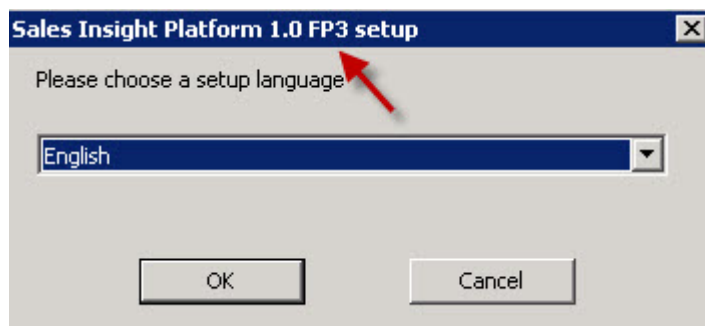 Sales Insight Platform 1.0 FP3 setup
Please choose a setup language
English
OK
Cancel